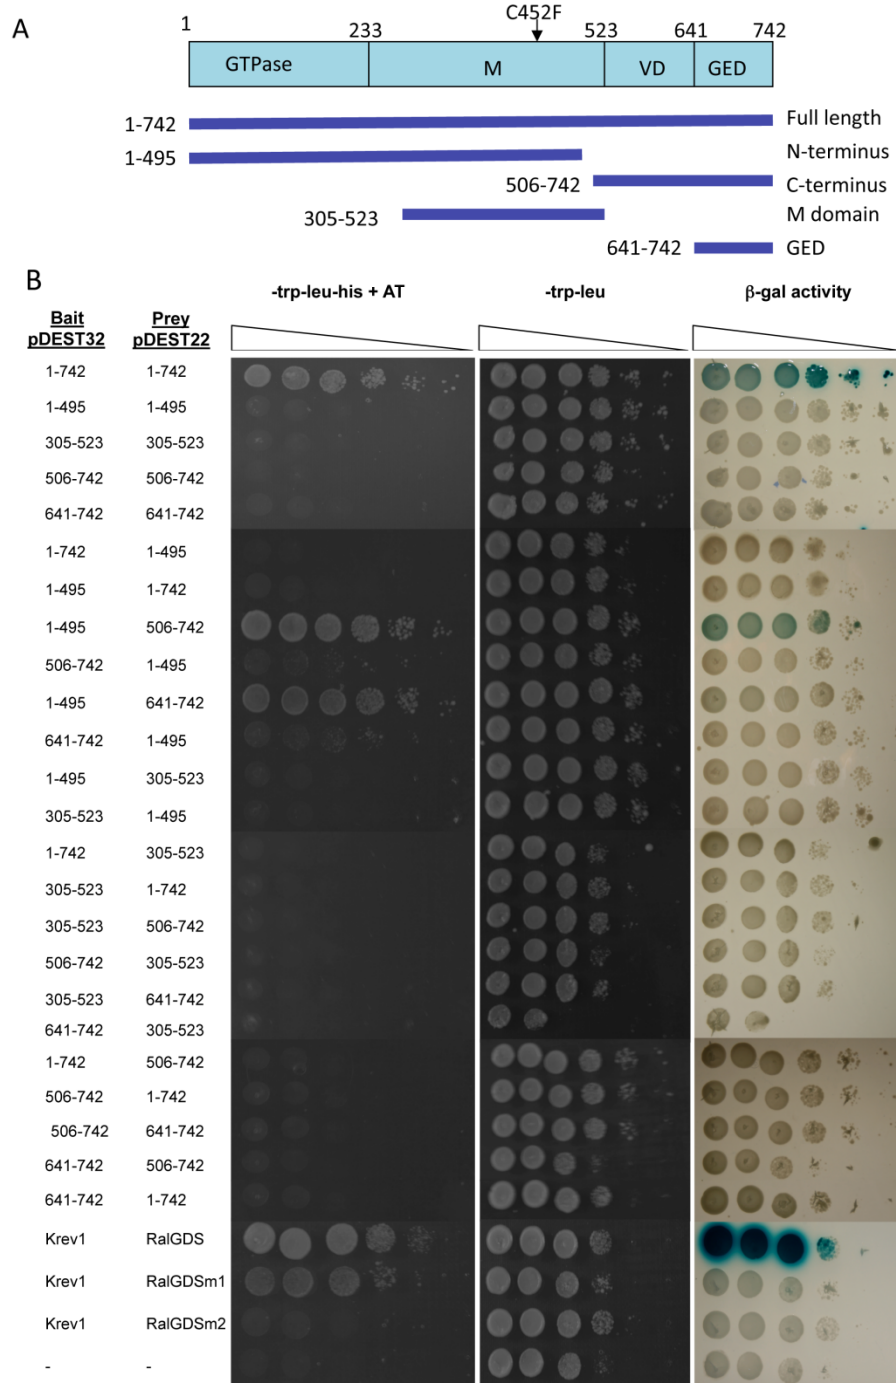 A
C452F
1 233 523 641 742
GTPase M VD GED
1-742 Full length
1-495 N-terminus
506-742 C-terminus
305-523 M domain
641-742 GED
B
-trp-leu-his + AT -trp-leu β-gal activity
Bait Prey
pDEST32 pDEST22
1-742 1-742
1-495 1-495
305-523 305-523
506-742 506-742
641-742 641-742
1-742 1-495
1-495 1-742
1-495 506-742
506-742 1-495
1-495 641-742
641-742 1-495
1-495 305-523
305-523 1-495
1-742 305-523
305-523 1-742
305-523 506-742
506-742 305-523
305-523 641-742
641-742 305-523
1-742 506-742
506-742 1-742
506-742 641-742
641-742 506-742
641-742 1-742
Krev1 RalGDS
Krev1 RalGDSm1
Krev1 RalGDSm2
- -